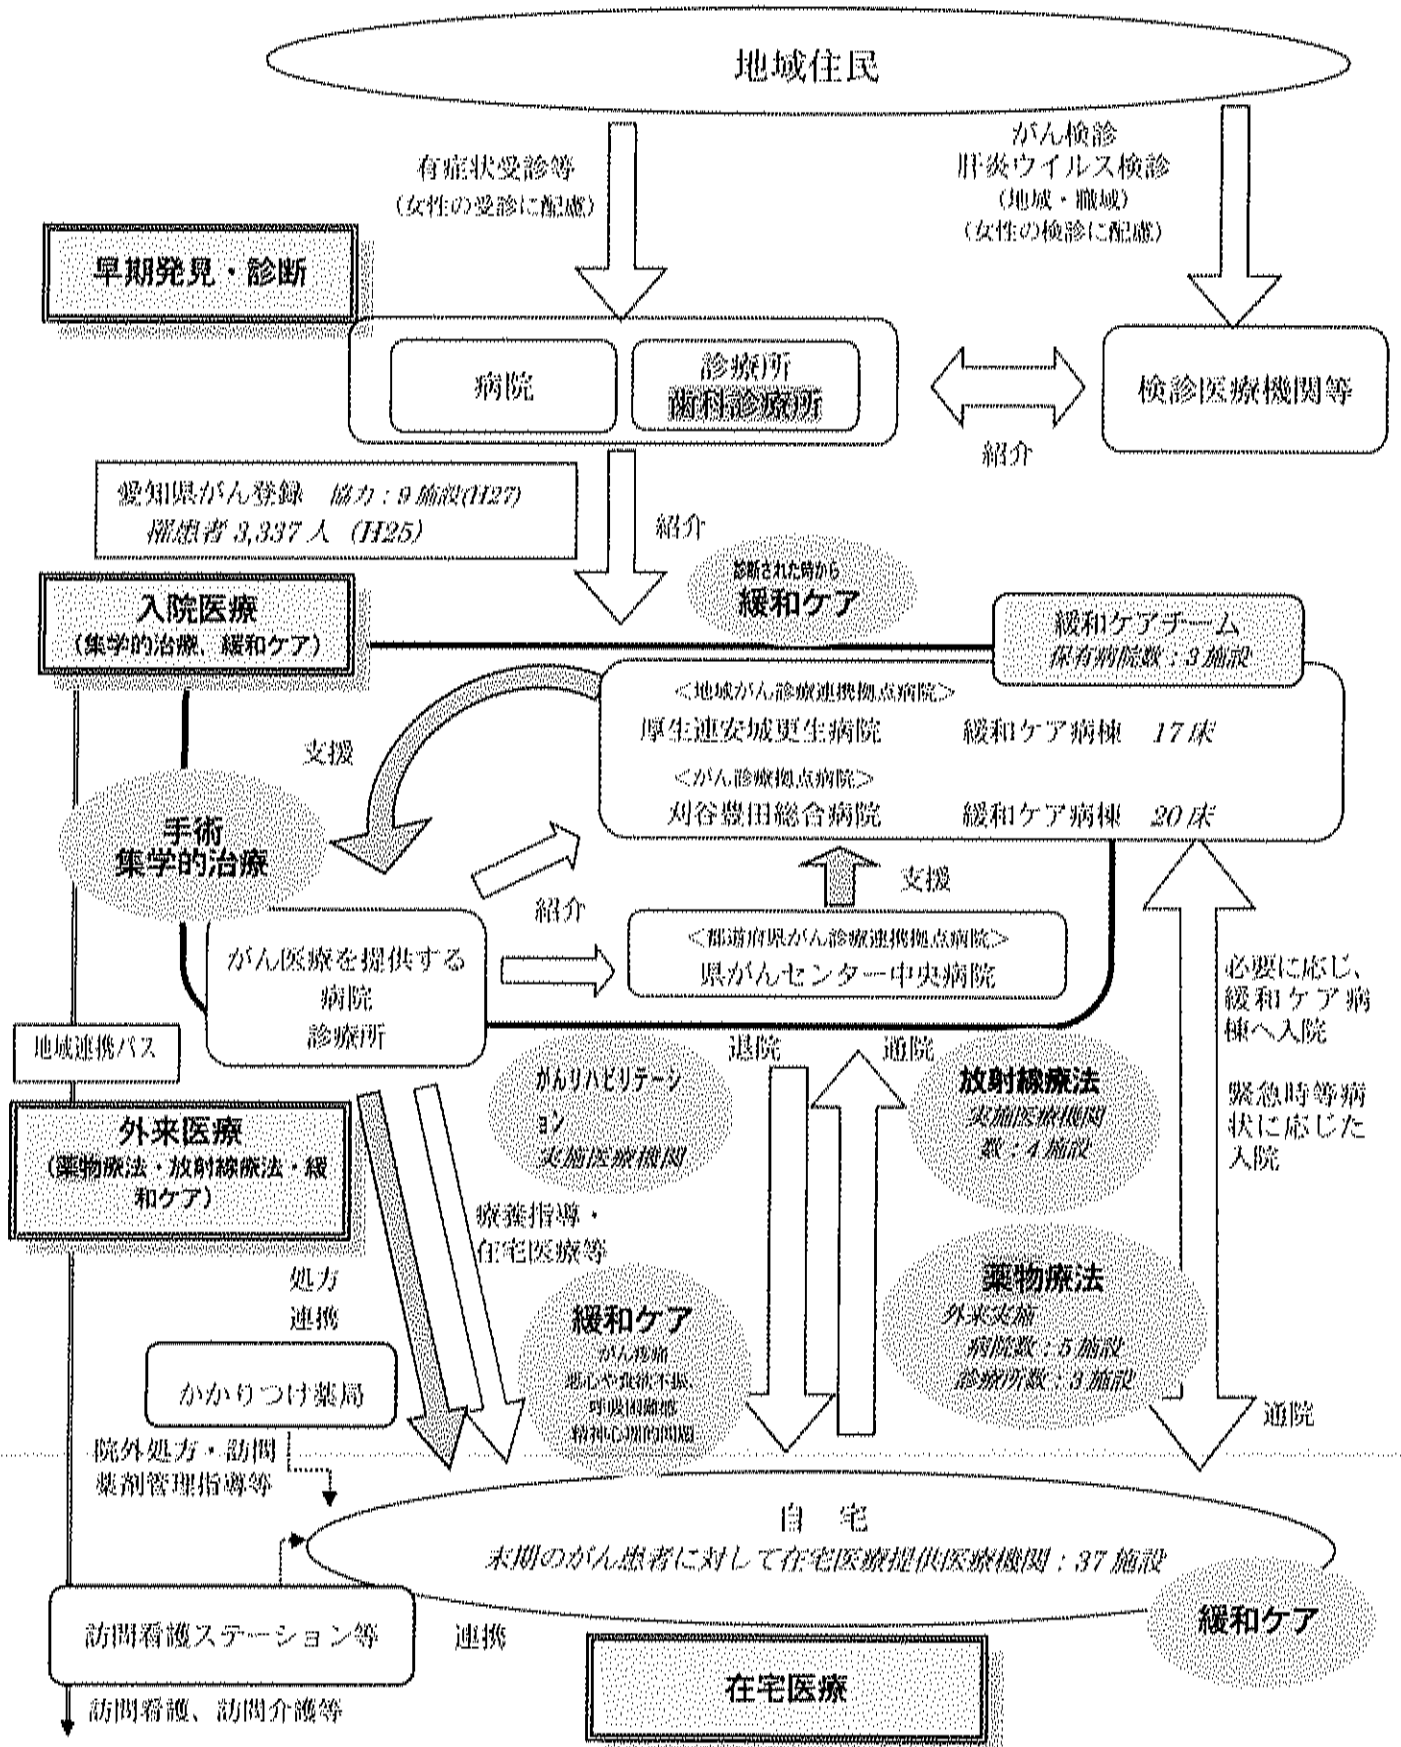 地域住民
有症状受診等
(女性の受診に配慮)
がん検診
肝炎ウイルス検診
(地域・職域)
(女性の検診に配慮)
早期発見・診断
病院
診療所
歯科診療所
検診医療機関等
紹介
愛知県がん登録 協力:9施設(H27)
罹患者3,337人 (H25)
紹介
診断された時から
緩和ケア
入院医療
(集学的治療、緩和ケア)
緩和ケアチーム
保有病院数:3施設
<地域がん診療連携拠点病院>
厚生連安城更生病院 緩和ケア病棟 17床
<がん診療拠点病院>
刈谷豊田総合病院 緩和ケア病棟 20床
支援
手術
集学的治療
支援
紹介
<都道府県がん診療連携拠点病院>
県がんセンター中央病院
がん医療を提供する
病院
診療所
必要に応じ、
緩和ケア病
棟へ入院
緊急時等病
状に応じた
入院
地域連携パス
退院
通院
がんリハビリテーシ
ョン
実施医療機関
放射線療法
実施医療機関
数:4施設
外来医療
(薬物療法・放射線療法・緩
和ケア)
療養指導・
在宅医療等
処方
連携
薬物療法
外来実施
病院数:5施設
診療所数:3施設
緩和ケア
がん疼痛
悪心や食欲不振、
呼吸困難感
精神心理的問題
かかりつけ薬局
通院
院外処方・訪問
薬剤管理指導等
自 宅
末期のがん患者に対して在宅医療提供医療機関:37施設
緩和ケア
訪問看護ステーション等
連携
在宅医療
訪問看護、訪問介護等